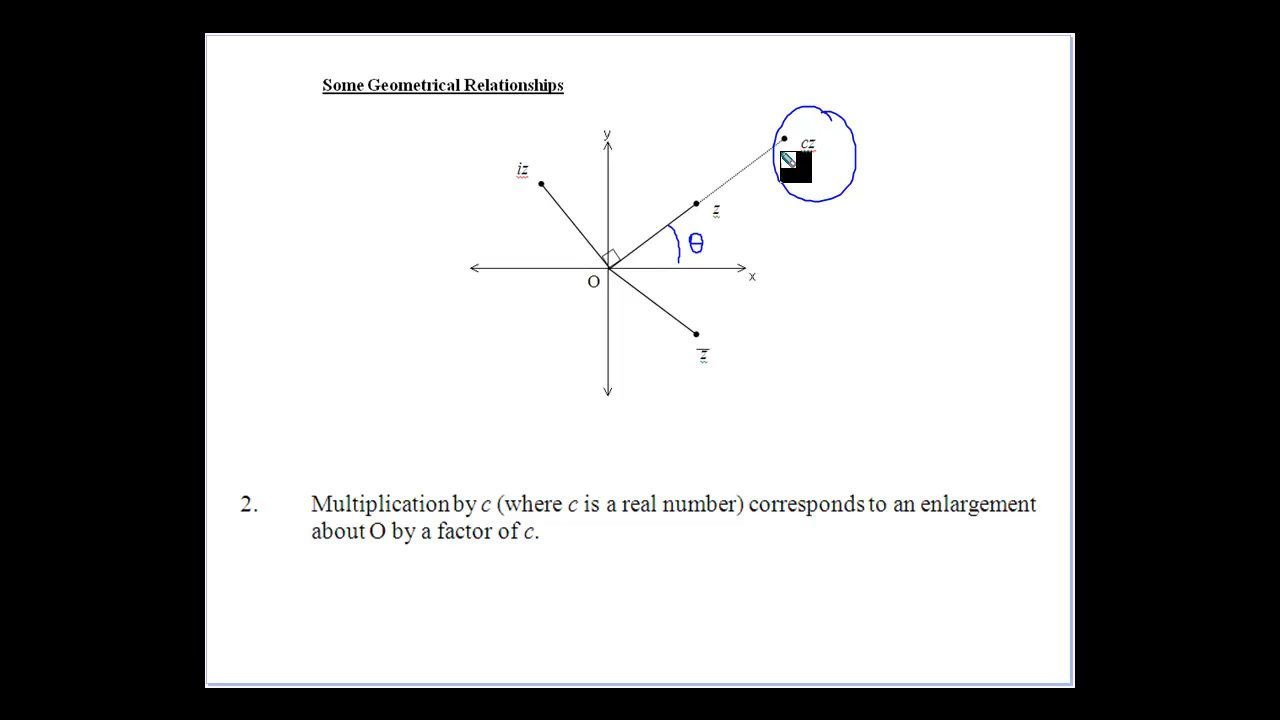 Some Geometrical Relationships
y
iz
cz
z
θ
O
x
z̅
2. Multiplication by c (where c is a real number) corresponds to an enlargement
about O by a factor of c.